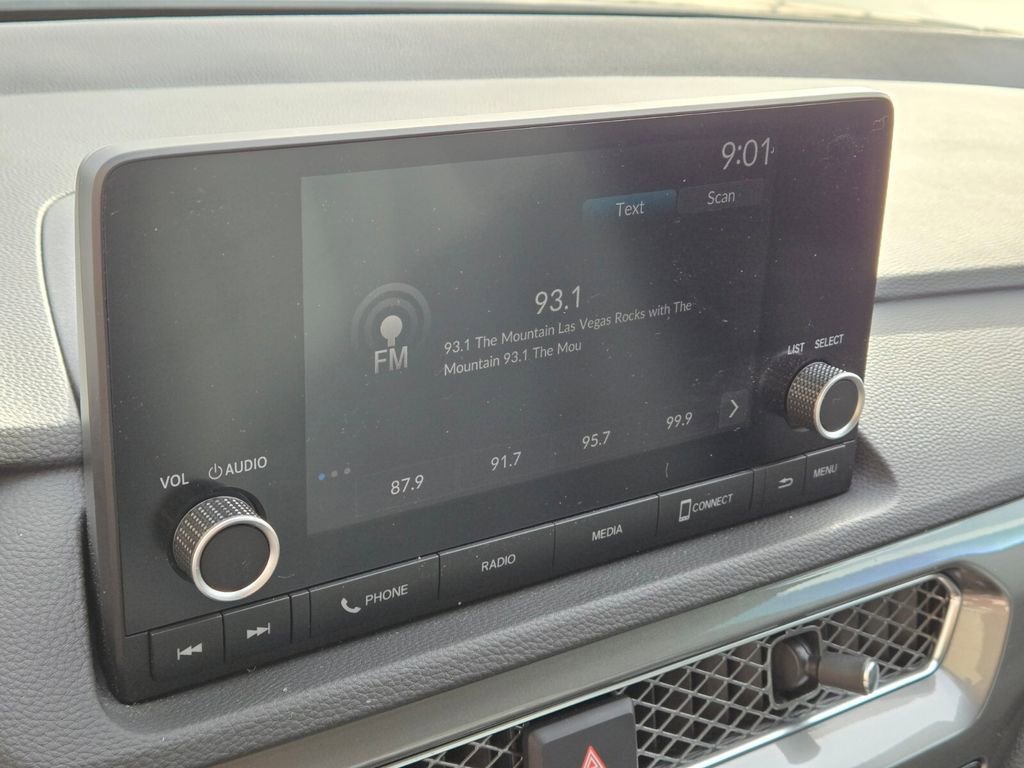 9:01
Text
Scan
93.1
93.1 The Mountain Las Vegas Rocks with The
Mountain 93.1 The Mou
FM
LIST SELECT
87.9 91.7 95.7 99.9
VOL AUDIO
PHONE RADIO MEDIA CONNECT MENU